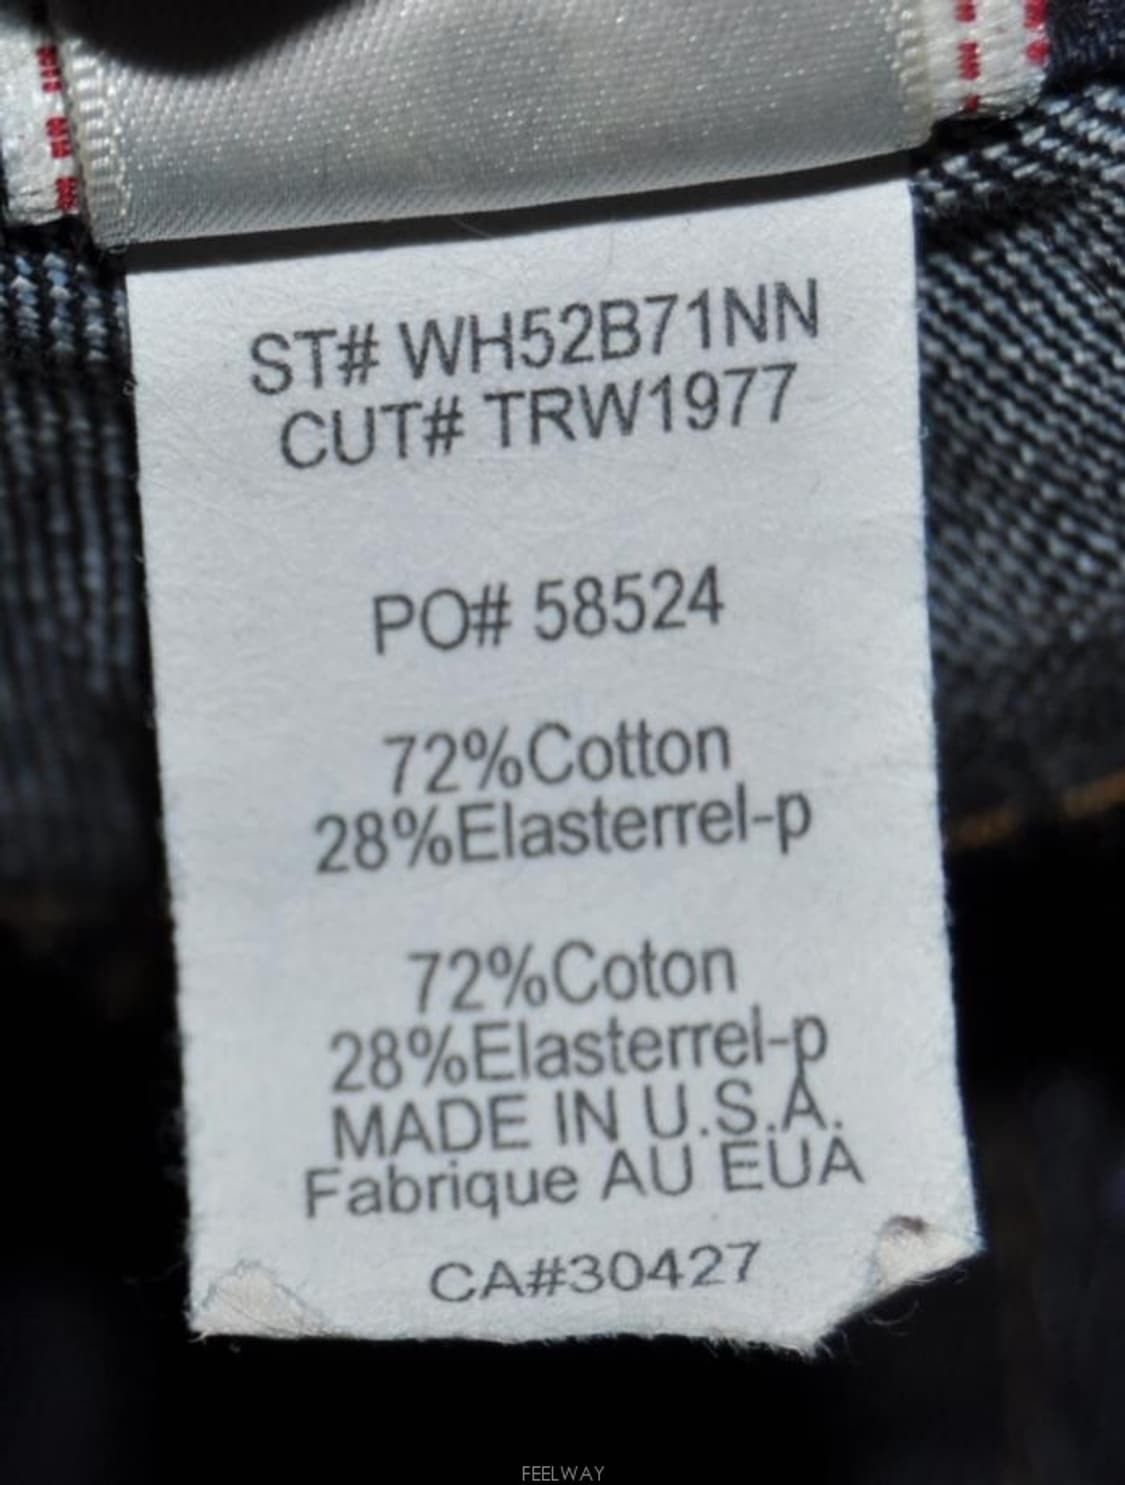 ST# WH52B71NN
CUT# TRW1977
PO# 58524
72%Cotton
28%Elasterrel-p
72%Coton
28%Elasterrel-p
MADE IN U.S.A.
Fabrique AU EUA
CA#30427
FEELWAY